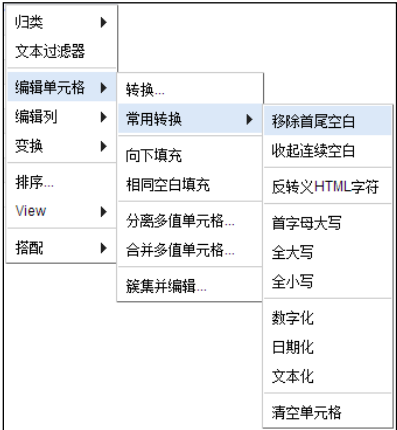 归类
文本过滤器
编辑单元格
编辑列
变换
排序...
View
搭配
转换...
常用转换
向下填充
相同空白填充
分离多值单元格...
合并多值单元格...
簇集并编辑...
移除首尾空白
收起连续空白
反转义HTML字符
首字母大写
全大写
全小写
数字化
日期化
文本化
清空单元格